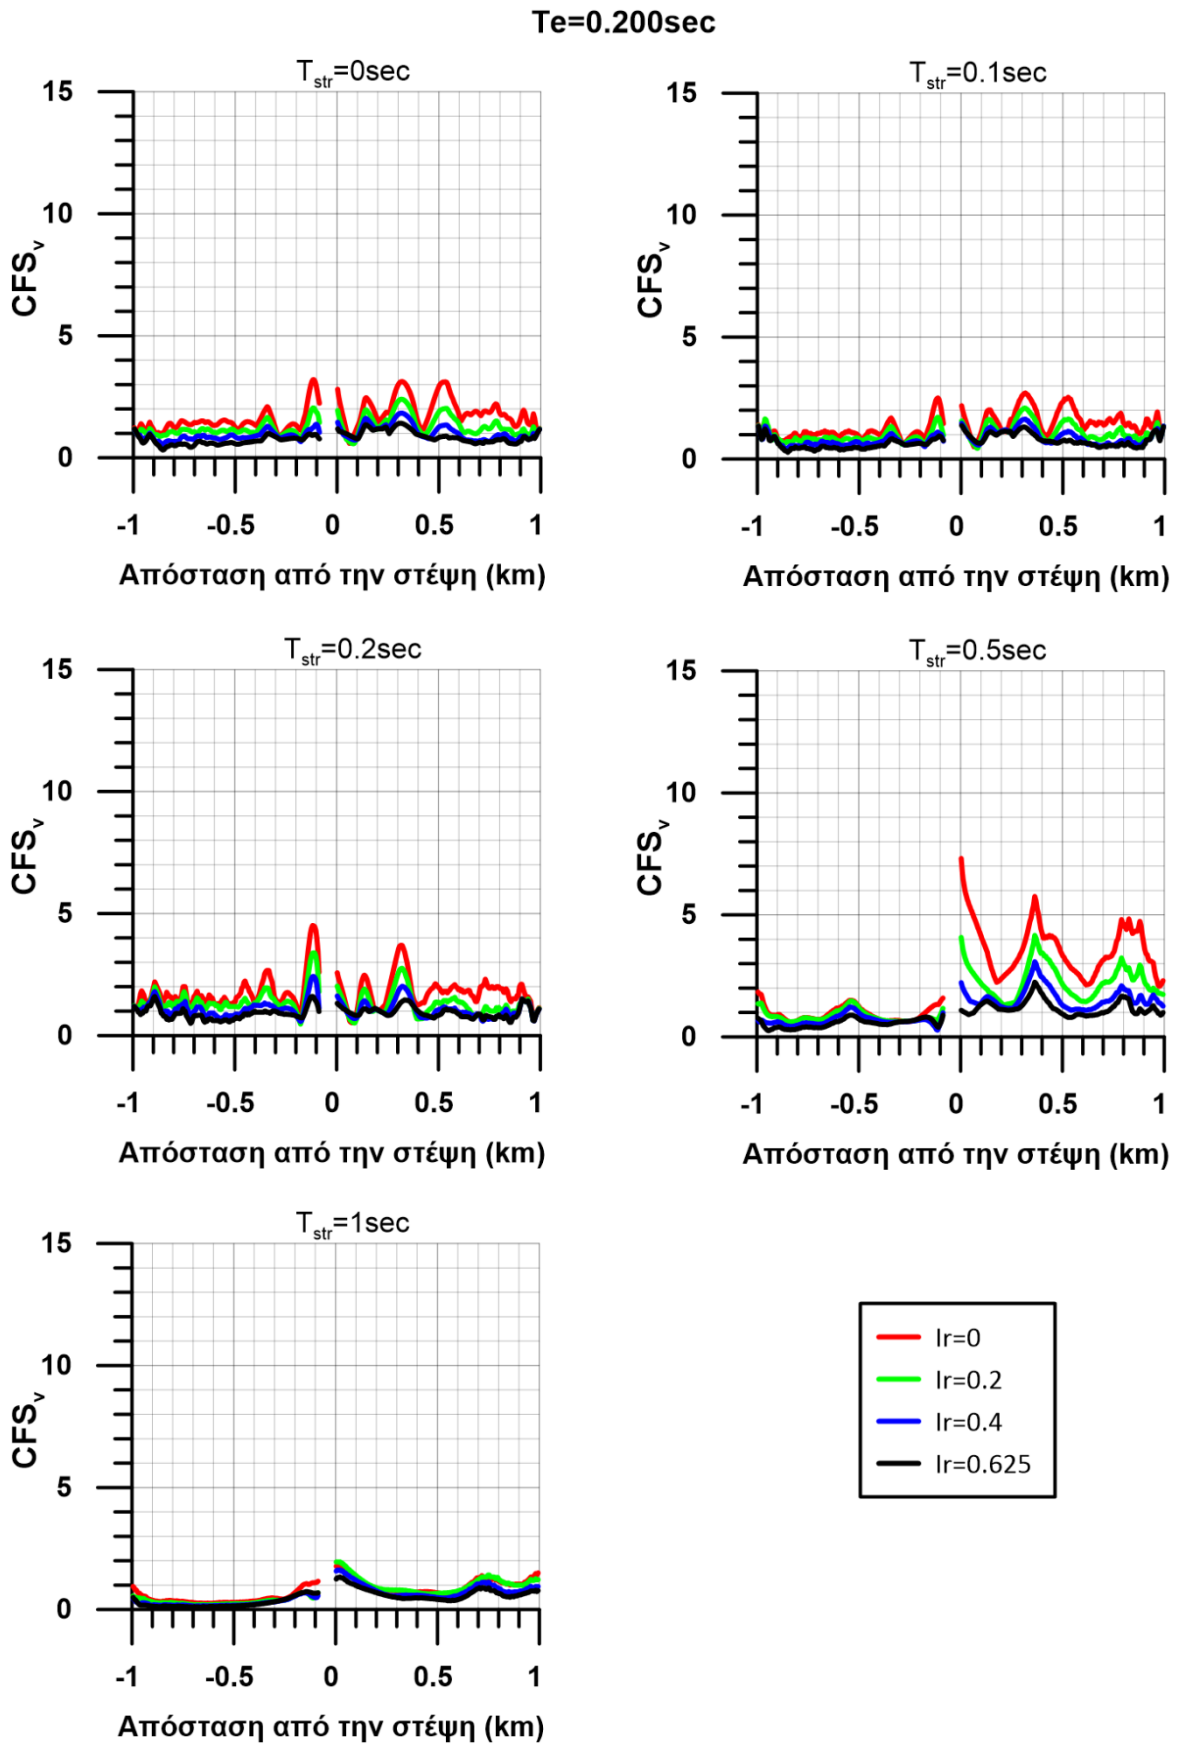 Te=0.200sec
T_str=0sec
15
10
5
0
CFS_v
-1 -0.5 0 0.5 1
Απόσταση από την στέψη (km)
T_str=0.1sec
15
10
5
0
CFS_v
-1 -0.5 0 0.5 1
Απόσταση από την στέψη (km)
T_str=0.2sec
15
10
5
0
CFS_v
-1 -0.5 0 0.5 1
Απόσταση από την στέψη (km)
T_str=0.5sec
15
10
5
0
CFS_v
-1 -0.5 0 0.5 1
Απόσταση από την στέψη (km)
T_str=1sec
15
10
5
0
CFS_v
-1 -0.5 0 0.5 1
Απόσταση από την στέψη (km)
Ir=0
Ir=0.2
Ir=0.4
Ir=0.625